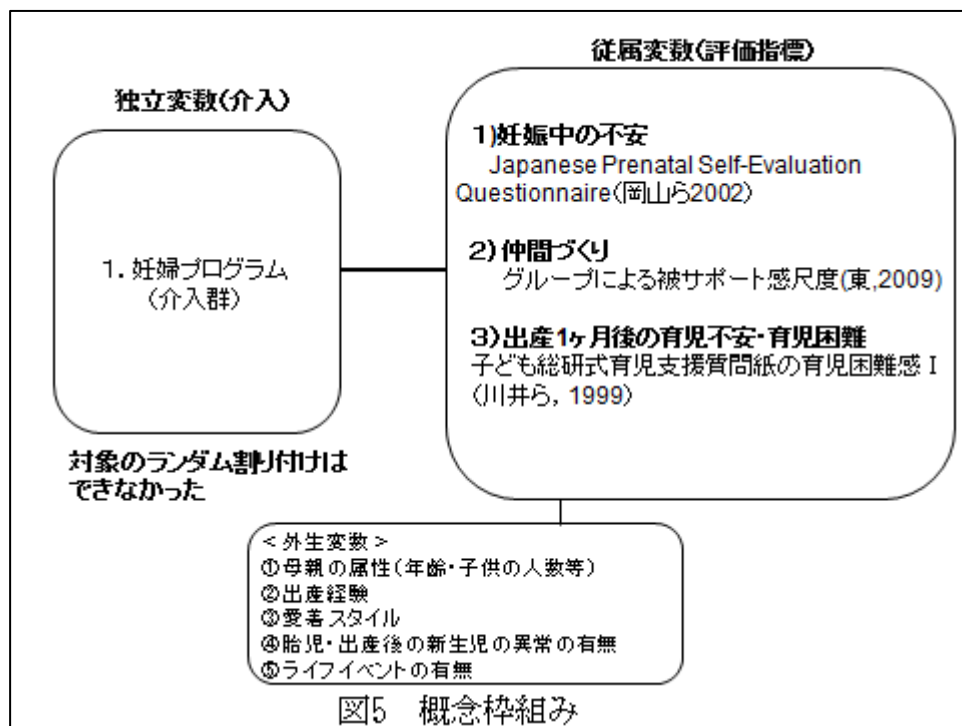 従属変数(評価指標)
独立変数(介入)
1)妊娠中の不安
Japanese Prenatal Self-Evaluation
Questionnaire(岡山ら2002)
2)仲間づくり
グループによる被サポート感尺度(東,2009)
3)出産1ヶ月後の育児不安・育児困難
子ども総研式育児支援質問紙の育児困難感Ⅰ
(川井ら, 1999)
1.妊婦プログラム
(介入群)
対象のランダム割り付けは
できなかった
<外生変数>
①母親の属性(年齢・子供の人数等)
②出産経験
③愛着スタイル
④胎児・出産後の新生児の異常の有無
⑤ライフイベントの有無
図5 概念枠組み